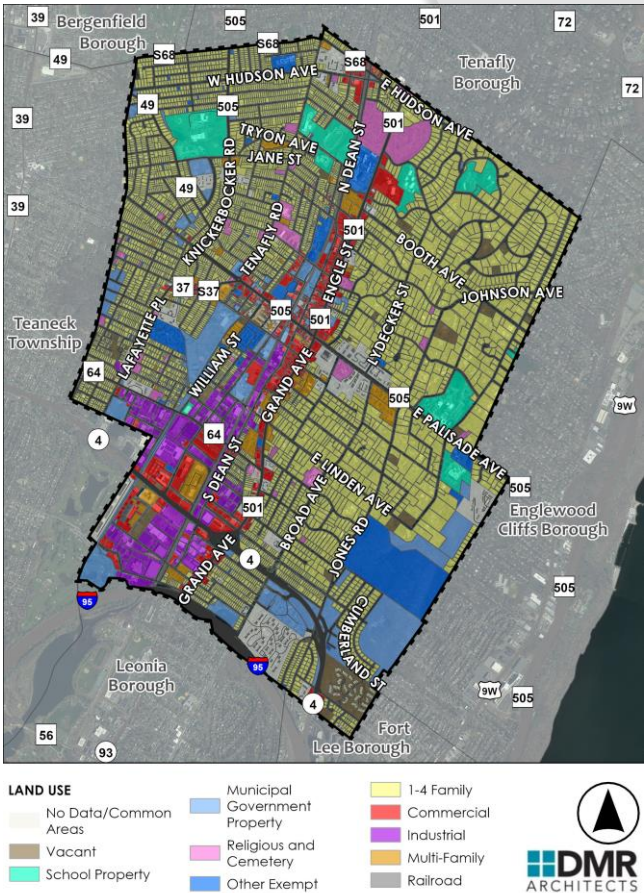 39
Bergenfield
Borough
505
501
72
49
S68
S68
S68
Tenafly
Borough
W HUDSON AVE
E HUDSON AVE
72
39
49
505
501
TRYON AVE
JANE ST
N DEAN ST
KNICKERBOCKER RD
49
39
TENAFLY RD
ENGLE ST
501
BOOTH AVE
JOHNSON AVE
37
S37
505
501
LYDECKER ST
Teaneck
Township
LAFAYETTE PL
WILLIAM ST
GRAND AVE
64
505
E PALISADE AVE
9W
4
64
S DEAN ST
E LINDEN AVE
505
Englewood
Cliffs Borough
501
BROAD AVE
JONES RD
GRAND AVE
4
505
95
CUMBERLAND ST
Leonia
Borough
95
9W
505
4
56
93
Fort
Lee Borough
LAND USE
No Data/Common
Areas
Vacant
School Property
Municipal
Government
Property
Religious and
Cemetery
Other Exempt
1-4 Family
Commercial
Industrial
Multi-Family
Railroad
DMR
ARCHITECTS